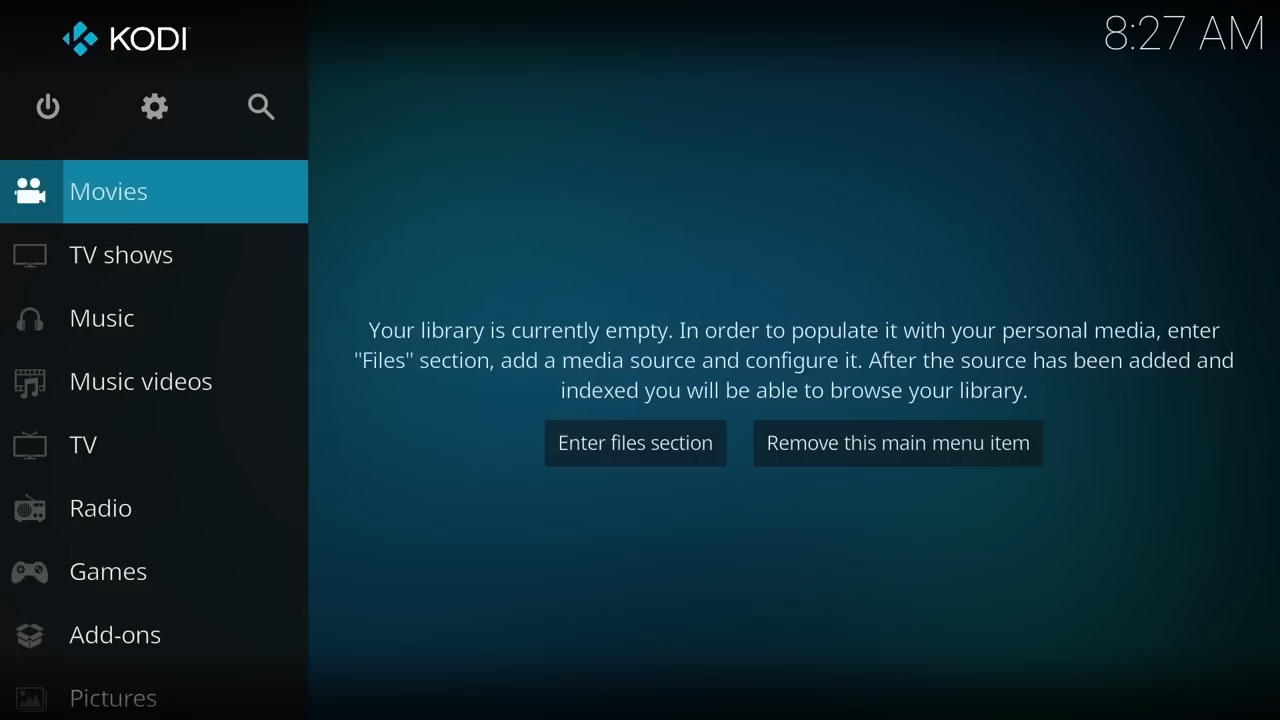 KODI
8:27 AM
Movies
TV shows
Music
Music videos
TV
Radio
Games
Add-ons
Pictures
Your library is currently empty. In order to populate it with your personal media, enter
"Files" section, add a media source and configure it. After the source has been added and
indexed you will be able to browse your library.
Enter files section
Remove this main menu item